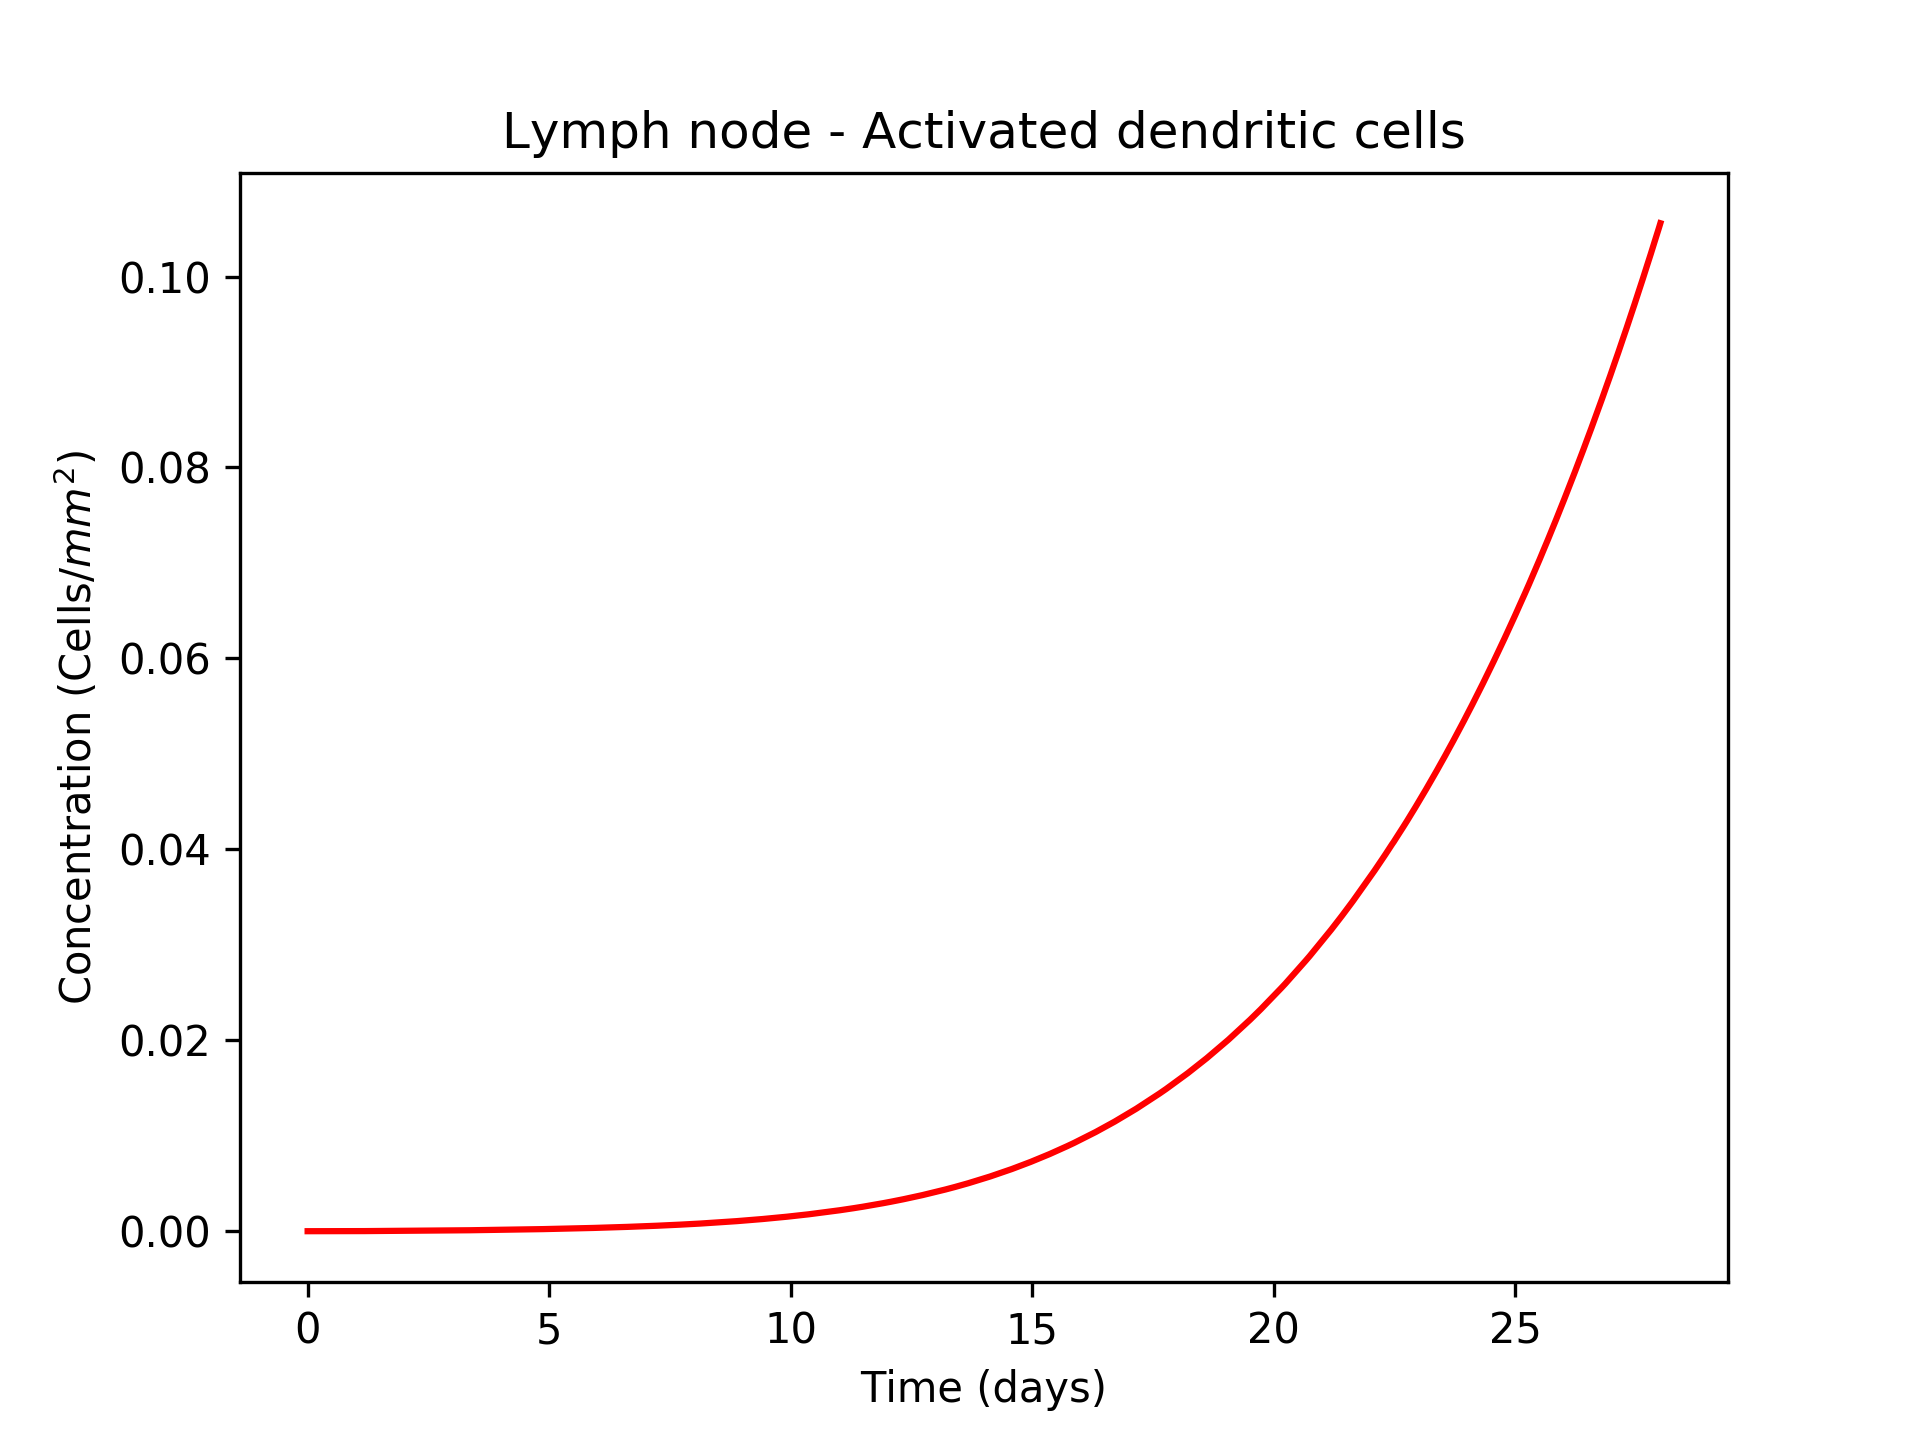 Lymph node - Activated dendritic cells
Concentration (Cells/mm²)
0.10
0.08
0.06
0.04
0.02
0.00
0 5 10 15 20 25
Time (days)